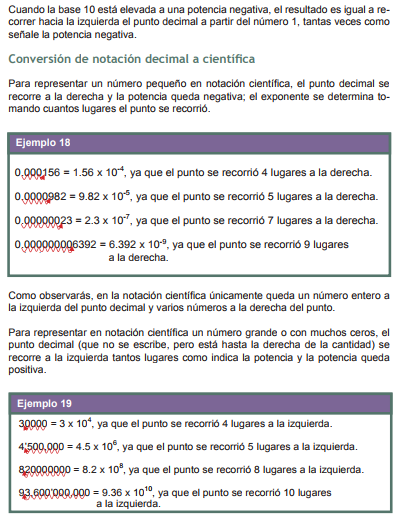 Cuando la base 10 está elevada a una potencia negativa, el resultado es igual a re-
correr hacia la izquierda el punto decimal a partir del número 1, tantas veces como
señale la potencia negativa.
Conversión de notación decimal a científica
Para representar un número pequeño en notación científica, el punto decimal se
recorre a la derecha y la potencia queda negativa; el exponente se determina to-
mando cuantos lugares el punto se recorrió.
Ejemplo 18
0.000156 = 1.56 x 10⁻⁴, ya que el punto se recorrió 4 lugares a la derecha.
0.0000982 = 9.82 x 10⁻⁵, ya que el punto se recorrió 5 lugares a la derecha.
0.00000023 = 2.3 x 10⁻⁷, ya que el punto se recorrió 7 lugares a la derecha.
0.000000006392 = 6.392 x 10⁻⁹, ya que el punto se recorrió 9 lugares
a la derecha.
Como observarás, en la notación científica únicamente queda un número entero a
la izquierda del punto decimal y varios números a la derecha del punto.
Para representar en notación científica un número grande o con muchos ceros, el
punto decimal (que no se escribe, pero está hasta la derecha de la cantidad) se
recorre a la izquierda tantos lugares como indica la potencia y la potencia queda
positiva.
Ejemplo 19
30000 = 3 x 10⁴, ya que el punto se recorrió 4 lugares a la izquierda.
4'500,000 = 4.5 x 10⁶, ya que el punto se recorrió 5 lugares a la izquierda.
820000000 = 8.2 x 10⁸, ya que el punto se recorrió 8 lugares a la izquierda.
93,600'000,000 = 9.36 x 10¹⁰, ya que el punto se recorrió 10 lugares
a la izquierda.